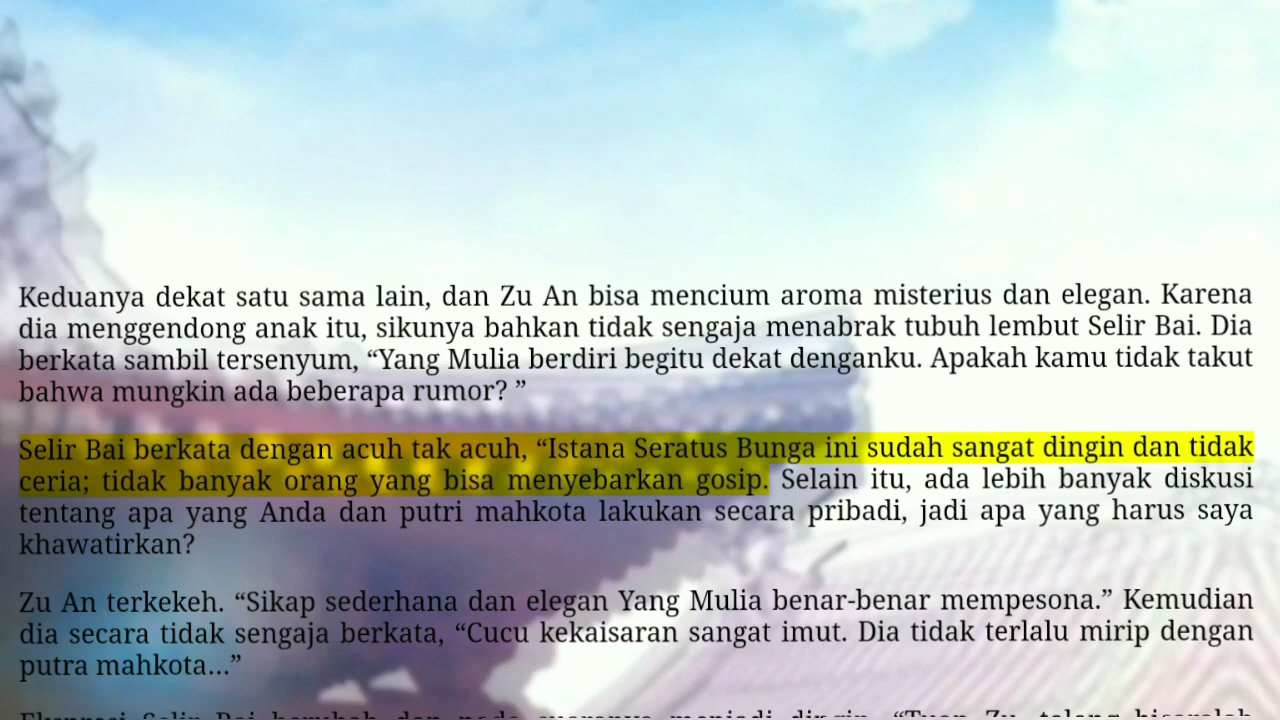 Keduanya dekat satu sama lain, dan Zu An bisa mencium aroma misterius dan elegan. Karena
dia menggendong anak itu, sikunya bahkan tidak sengaja menabrak tubuh lembut Selir Bai. Dia
berkata sambil tersenyum, “Yang Mulia berdiri begitu dekat denganku. Apakah kamu tidak takut
bahwa mungkin ada beberapa rumor? ”
Selir Bai berkata dengan acuh tak acuh, “Istana Seratus Bunga ini sudah sangat dingin dan tidak
ceria; tidak banyak orang yang bisa menyebarkan gosip. Selain itu, ada lebih banyak diskusi
tentang apa yang Anda dan putri mahkota lakukan secara pribadi, jadi apa yang harus saya
khawatirkan?
Zu An terkekeh. “Sikap sederhana dan elegan Yang Mulia benar-benar mempesona.” Kemudian
dia secara tidak sengaja berkata, “Cucu kekaisaran sangat imut. Dia tidak terlalu mirip dengan
putra mahkota...”